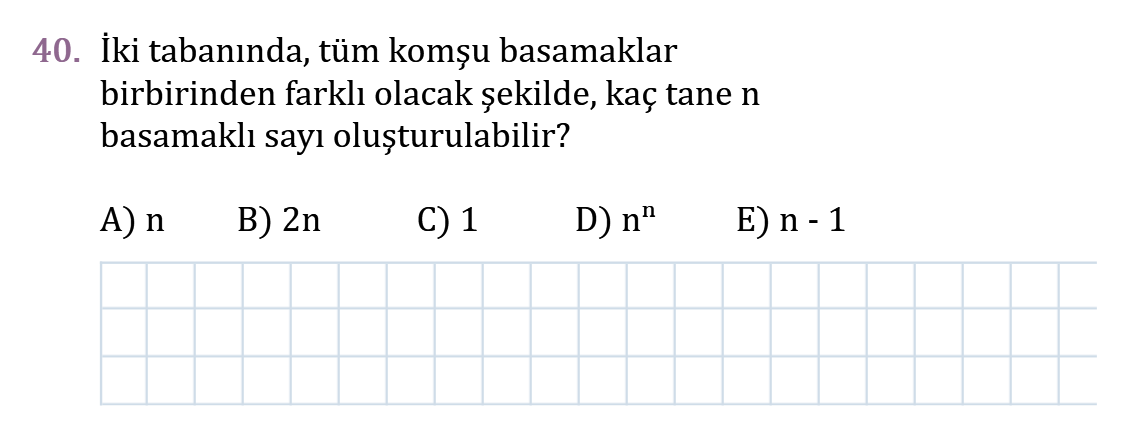 40. İki tabanında, tüm komşu basamaklar
birbirinden farklı olacak şekilde, kaç tane n
basamaklı sayı oluşturulabilir?
A) n B) 2n C) 1 D) nⁿ E) n - 1